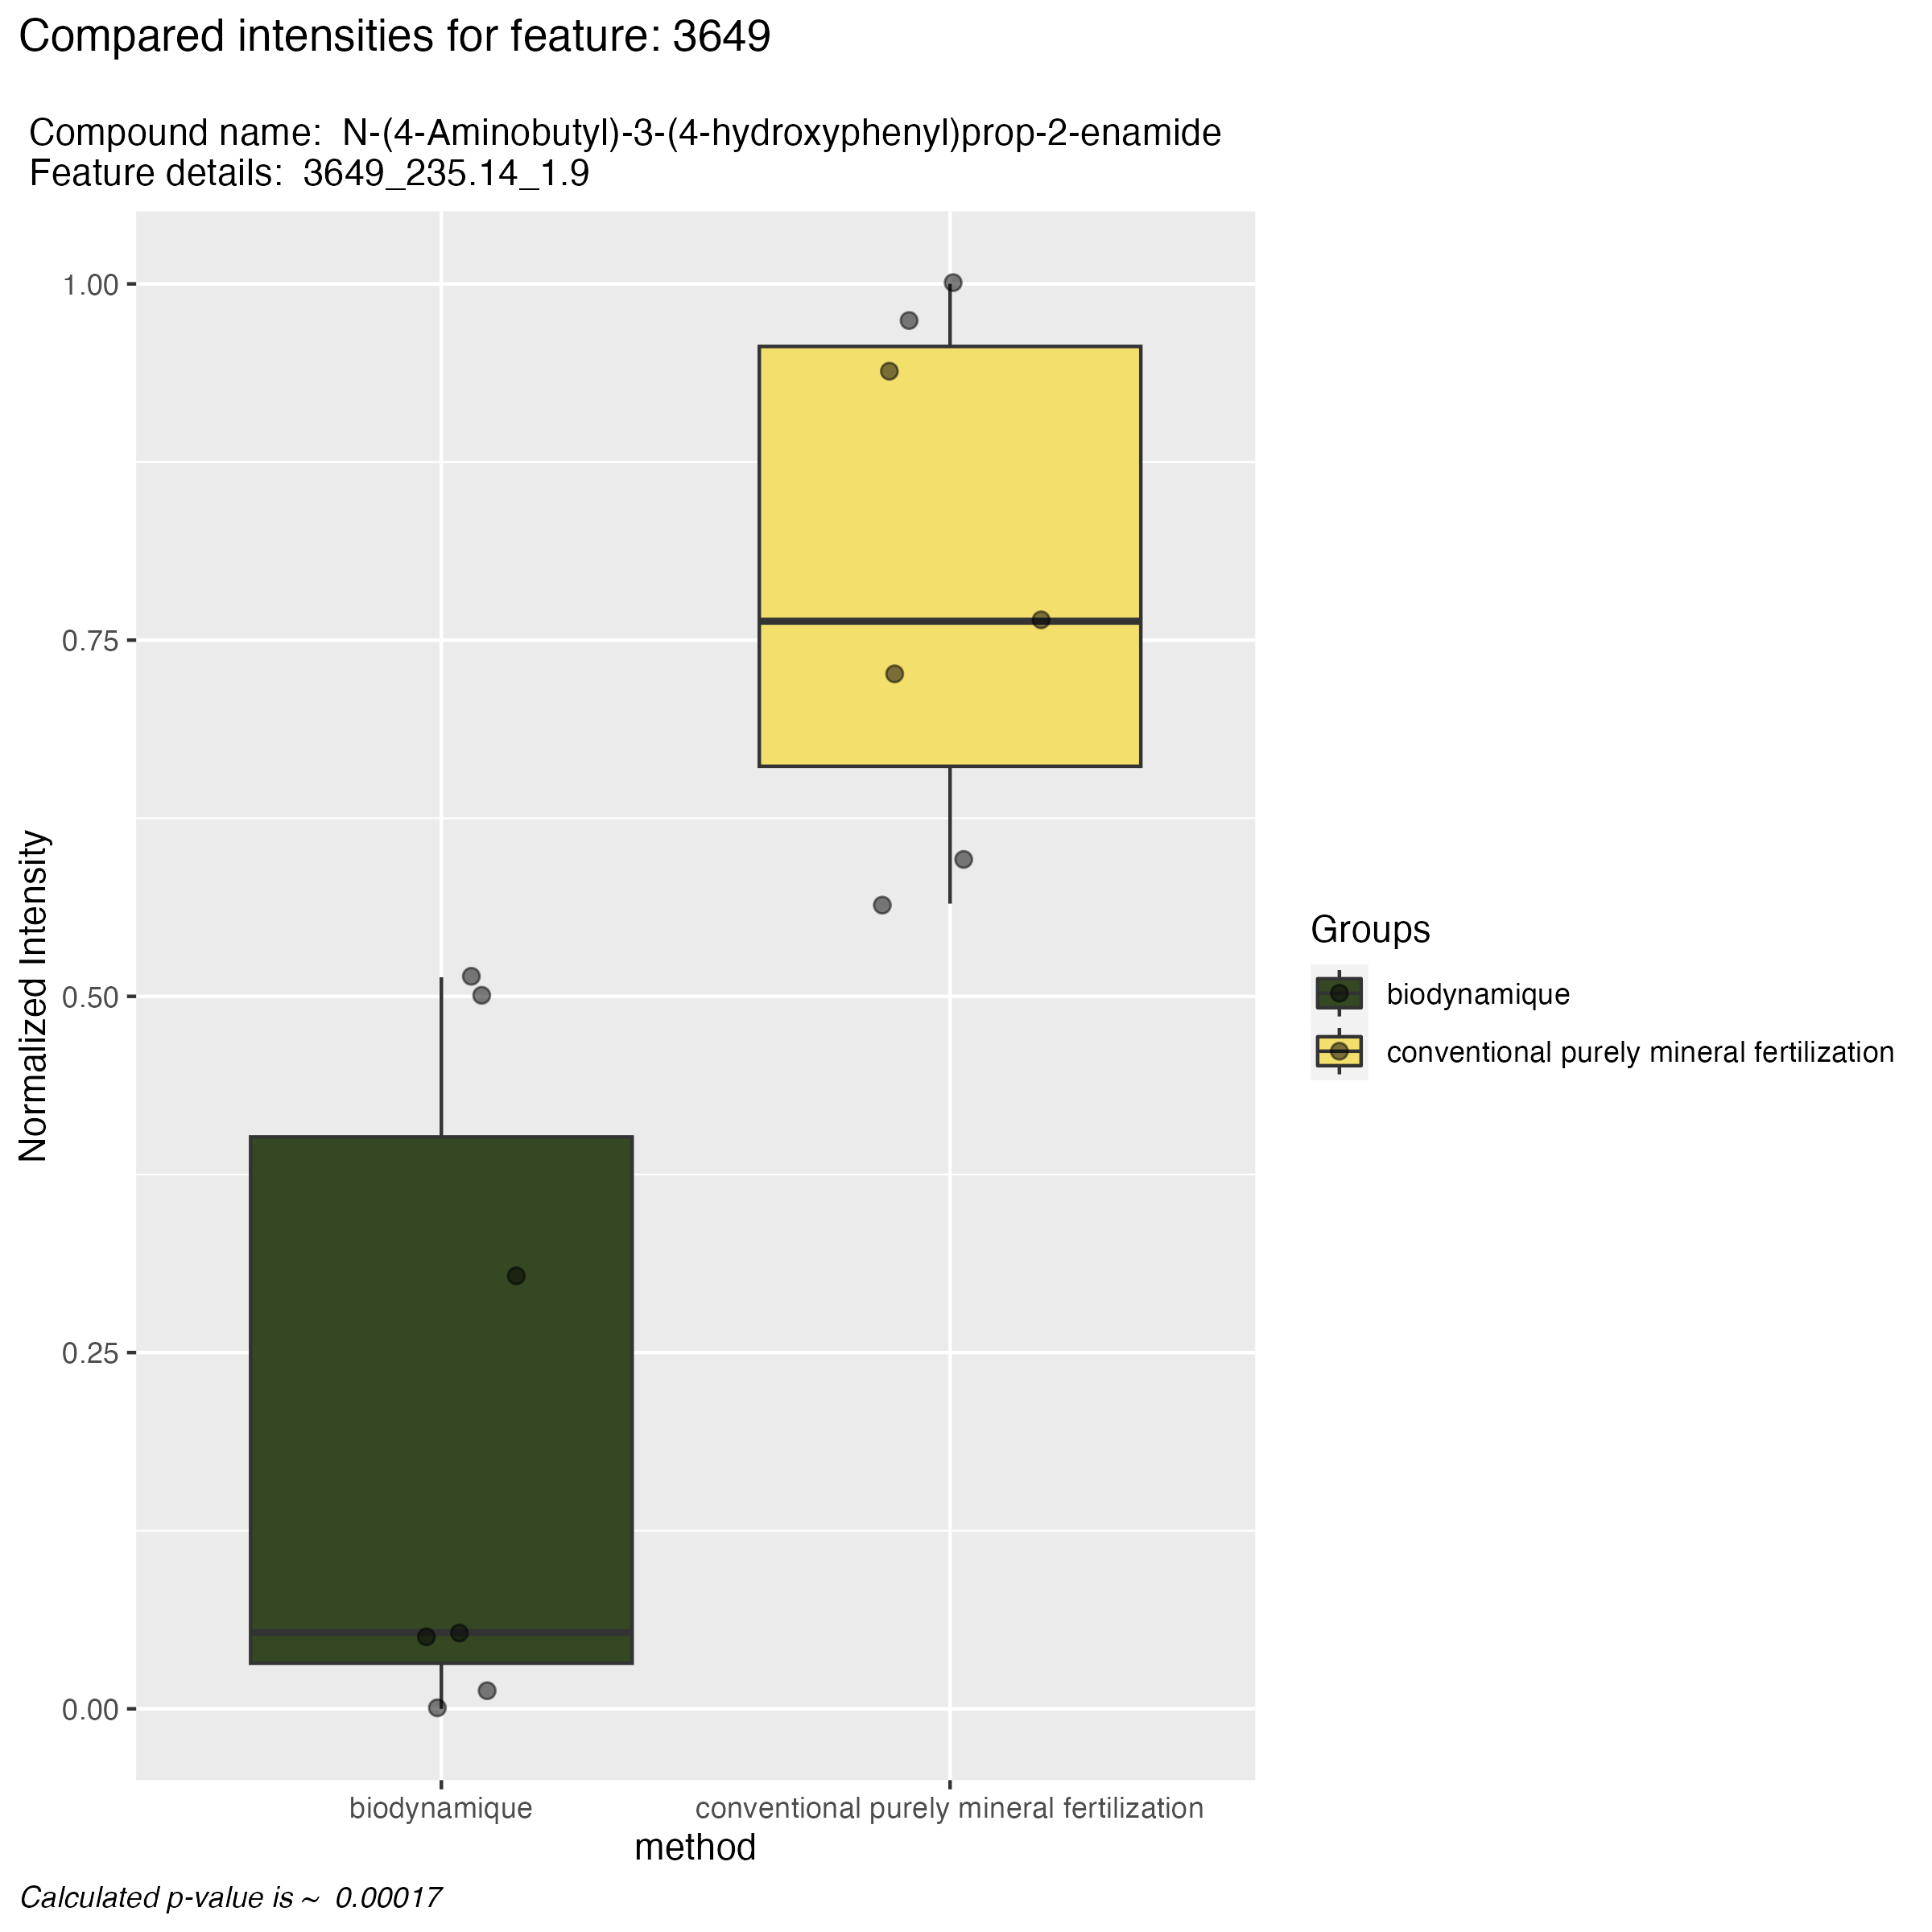 Compared intensities for feature: 3649
Compound name:  N-(4-Aminobutyl)-3-(4-hydroxyphenyl)prop-2-enamide
Feature details:  3649_235.14_1.9
Normalized Intensity
1.00
0.75
0.50
0.25
0.00
biodynamique
conventional purely mineral fertilization
method
Groups
biodynamique
conventional purely mineral fertilization
Calculated p-value is ~  0.00017